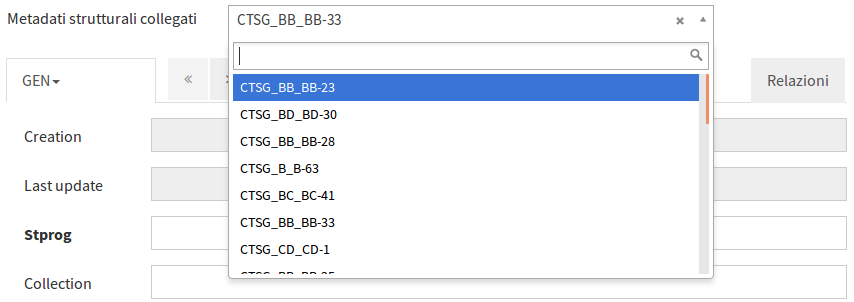 Metadati strutturali collegati CTSG_BB_BB-33
GEN Relazioni
CTSG_BB_BB-23
CTSG_BD_BD-30
Creation
CTSG_BB_BB-28
CTSG_B_B-63
Last update
CTSG_BC_BC-41
CTSG_BB_BB-33
Stprog
CTSG_CD_CD-1
Collection